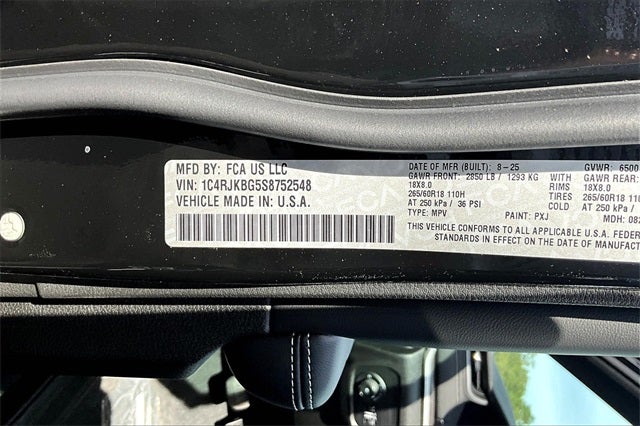 MFD BY: FCA US LLC
DATE OF MFR (BUILT): 8-25
GVWR: 6500
VIN: 1C4RJKBG5S8752548
GAWR FRONT: 2850 LB / 1293 KG
GAWR
18X8.0
RIMS
18X8.0
VEHICLE MADE IN U.S.A.
265/60R18 110H
TIRES
265/60R18 110
AT 250 kPa / 36 PSI
AT 250 kPa /
TYPE: MPV
PAINT: PXJ
MDH: 082
THIS VEHICLE CONFORMS TO ALL APPLICABLE U.S.A. FEDER
STANDARDS IN EFFECT ON THE DATE OF MANUFACT